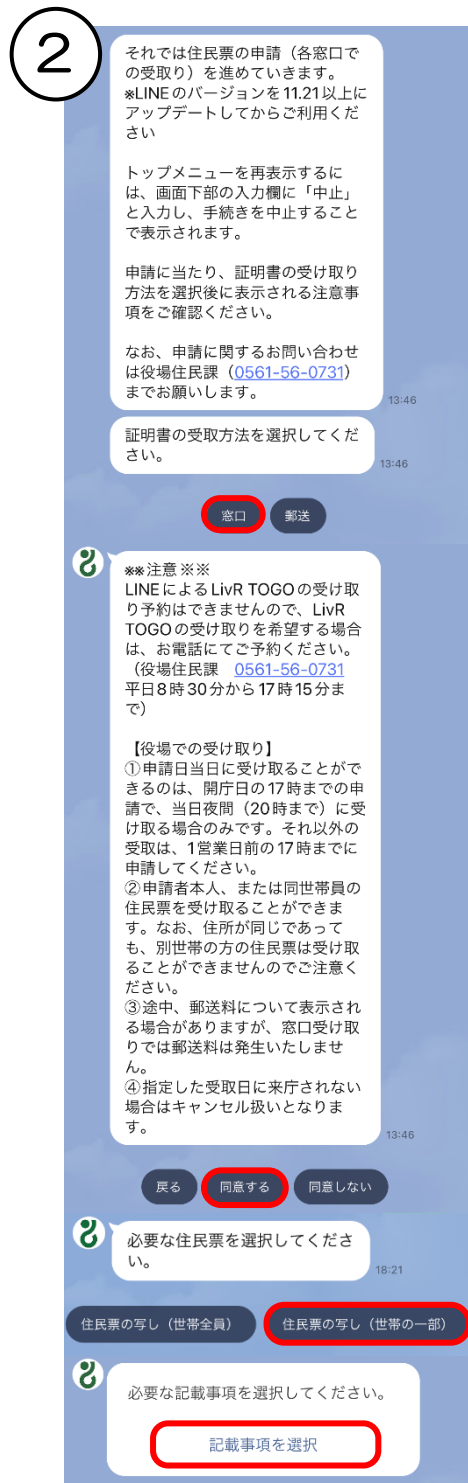 ②
それでは住民票の申請（各窓口で
の受取り）を進めていきます。
※LINEのバージョンを11.21以上に
アップデートしてからご利用くだ
さい
トップメニューを再表示するに
は、画面下部の入力欄に「中止」
と入力し、手続きを中止すること
で表示されます。
申請に当たり、証明書の受け取り
方法を選択後に表示される注意事
項をご確認ください。
なお、申請に関するお問い合わせ
は役場住民課（0561-56-0731）
までお願いします。
13:46
証明書の受取方法を選択してくだ
さい。
13:46
窓口 郵送
※※注意※※
LINEによるLivR TOGOの受け取
り予約はできませんので、LivR
TOGOの受け取りを希望する場合
は、お電話にてご予約ください。
（役場住民課 0561-56-0731
平日8時30分から17時15分ま
で）
【役場での受け取り】
①申請日当日に受け取ることがで
きるのは、開庁日の17時までの申
請で、当日夜間（20時まで）に受
け取る場合のみです。それ以外の
受取は、1営業日前の17時までに
申請してください。
②申請者本人、または同世帯員の
住民票を受け取ることができま
す。なお、住所が同じであって
も、別世帯の方の住民票は受け取
ることができませんのでご注意く
ださい。
③途中、郵送料について表示され
る場合がありますが、窓口受け取
りでは郵送料は発生いたしませ
ん。
④指定した受取日に来庁されない
場合はキャンセル扱いとなりま
す。
13:46
戻る 同意する 同意しない
必要な住民票を選択してくださ
い。
18:21
住民票の写し（世帯全員） 住民票の写し（世帯の一部）
必要な記載事項を選択してください。
記載事項を選択